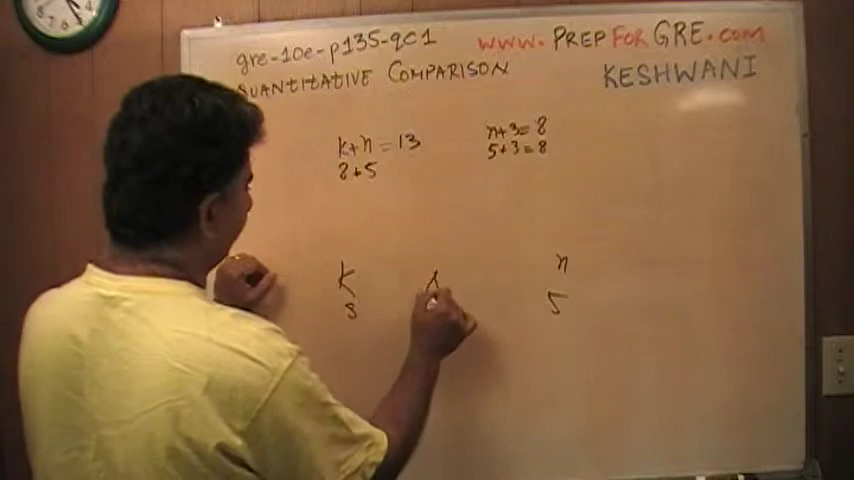 gre-10e-p135-qc1
www.PREPFORGRE.com
QUANTITATIVE COMPARISON
KESHWANI
k+n=13
8+5
n+3=8
5+3=8
k
n
8
5